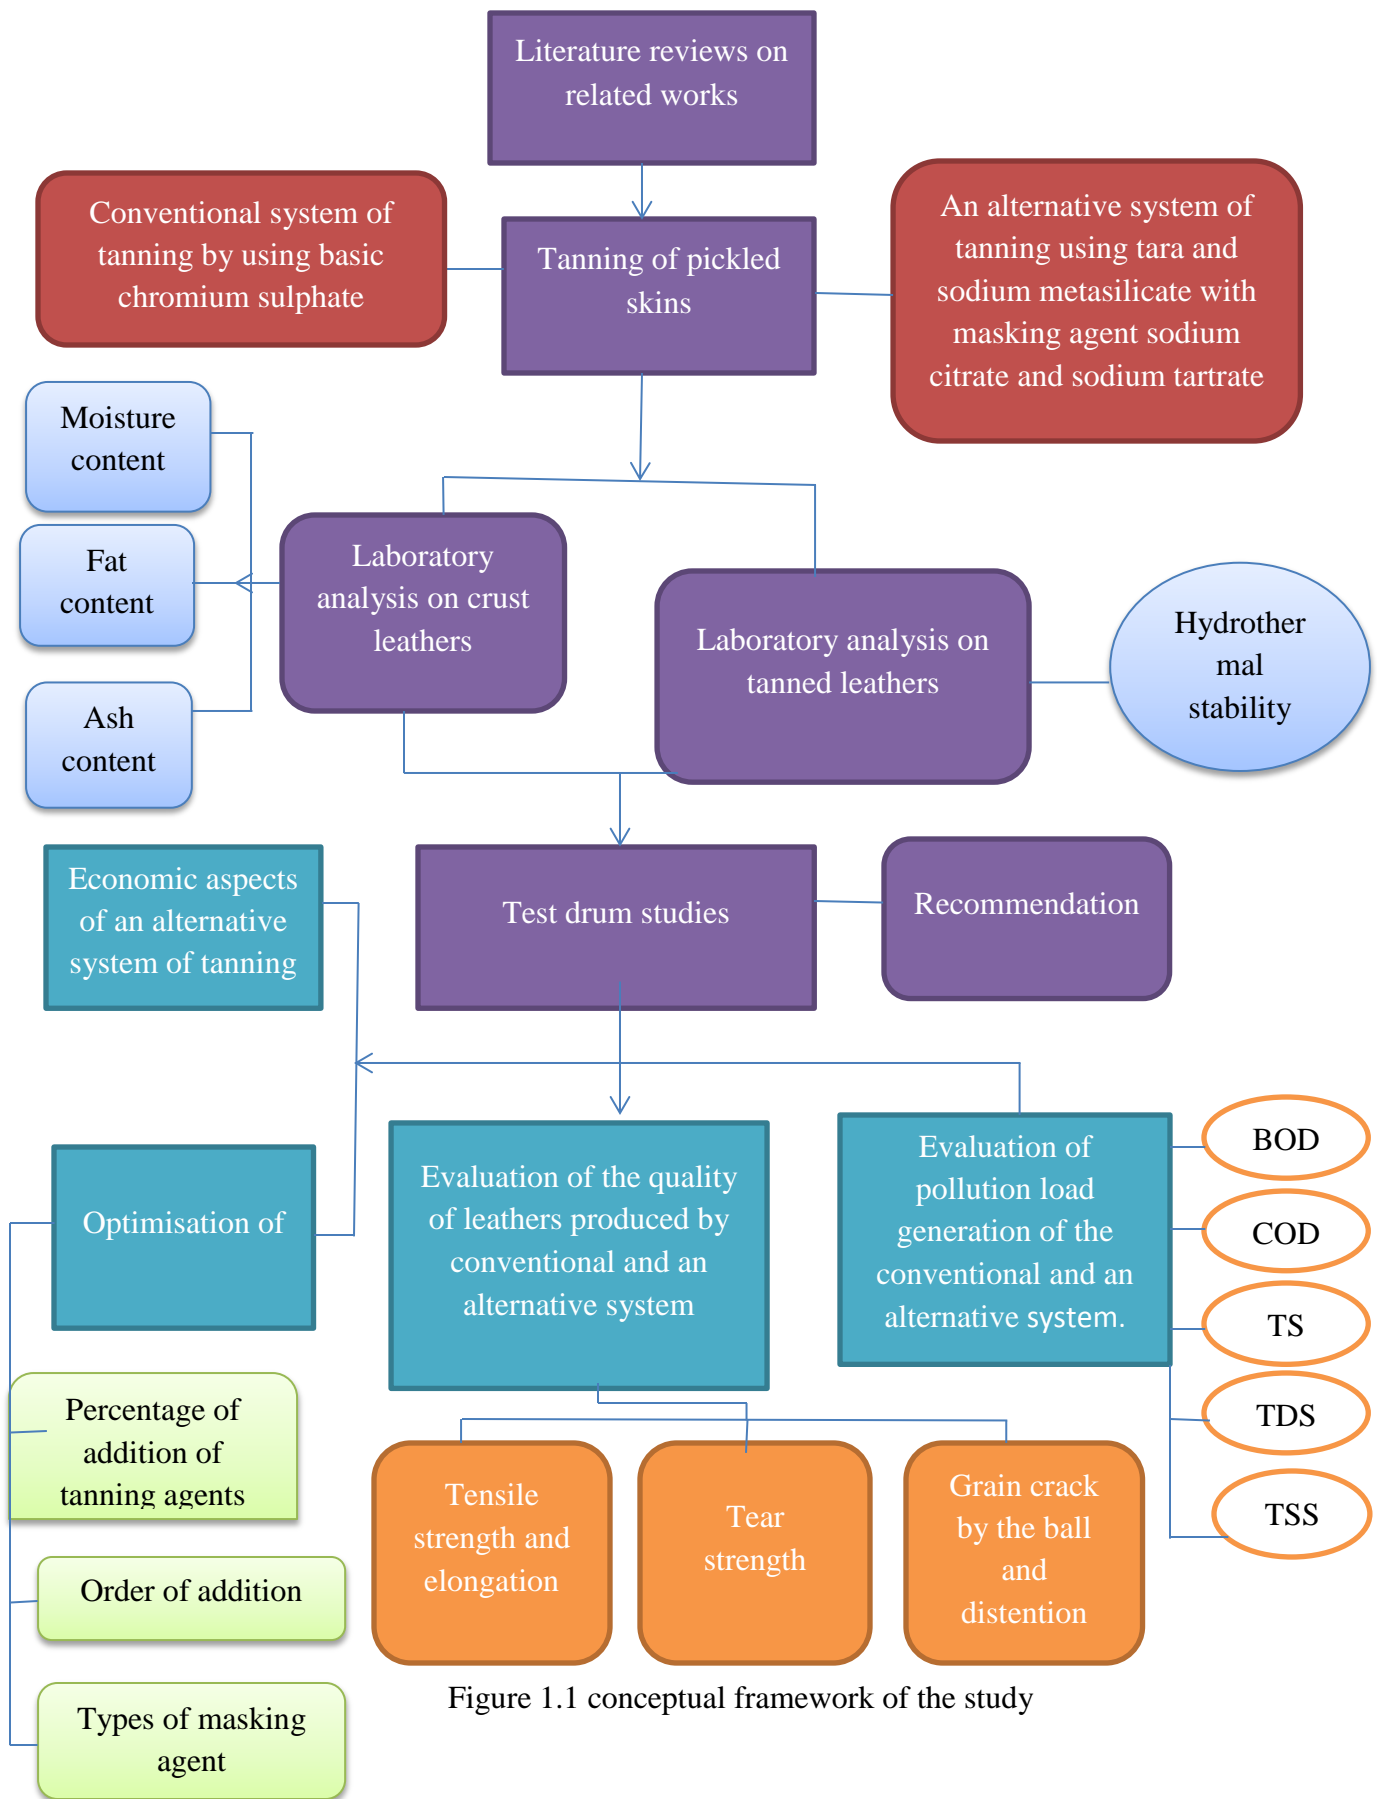 Literature reviews on
related works
Conventional system of
tanning by using basic
chromium sulphate
Tanning of pickled
skins
An alternative system of
tanning using tara and
sodium metasilicate with
masking agent sodium
citrate and sodium tartrate
Moisture
content
Fat
content
Ash
content
Laboratory
analysis on crust
leathers
Laboratory analysis on
tanned leathers
Hydrother
mal
stability
Economic aspects
of an alternative
system of tanning
Test drum studies
Recommendation
Optimisation of
Evaluation of the quality
of leathers produced by
conventional and an
alternative system
Evaluation of
pollution load
generation of the
conventional and an
alternative system.
BOD
COD
TS
TDS
TSS
Percentage of
addition of
tanning agents
Order of addition
Types of masking
agent
Tensile
strength and
elongation
Tear
strength
Grain crack
by the ball
and
distention
Figure 1.1 conceptual framework of the study